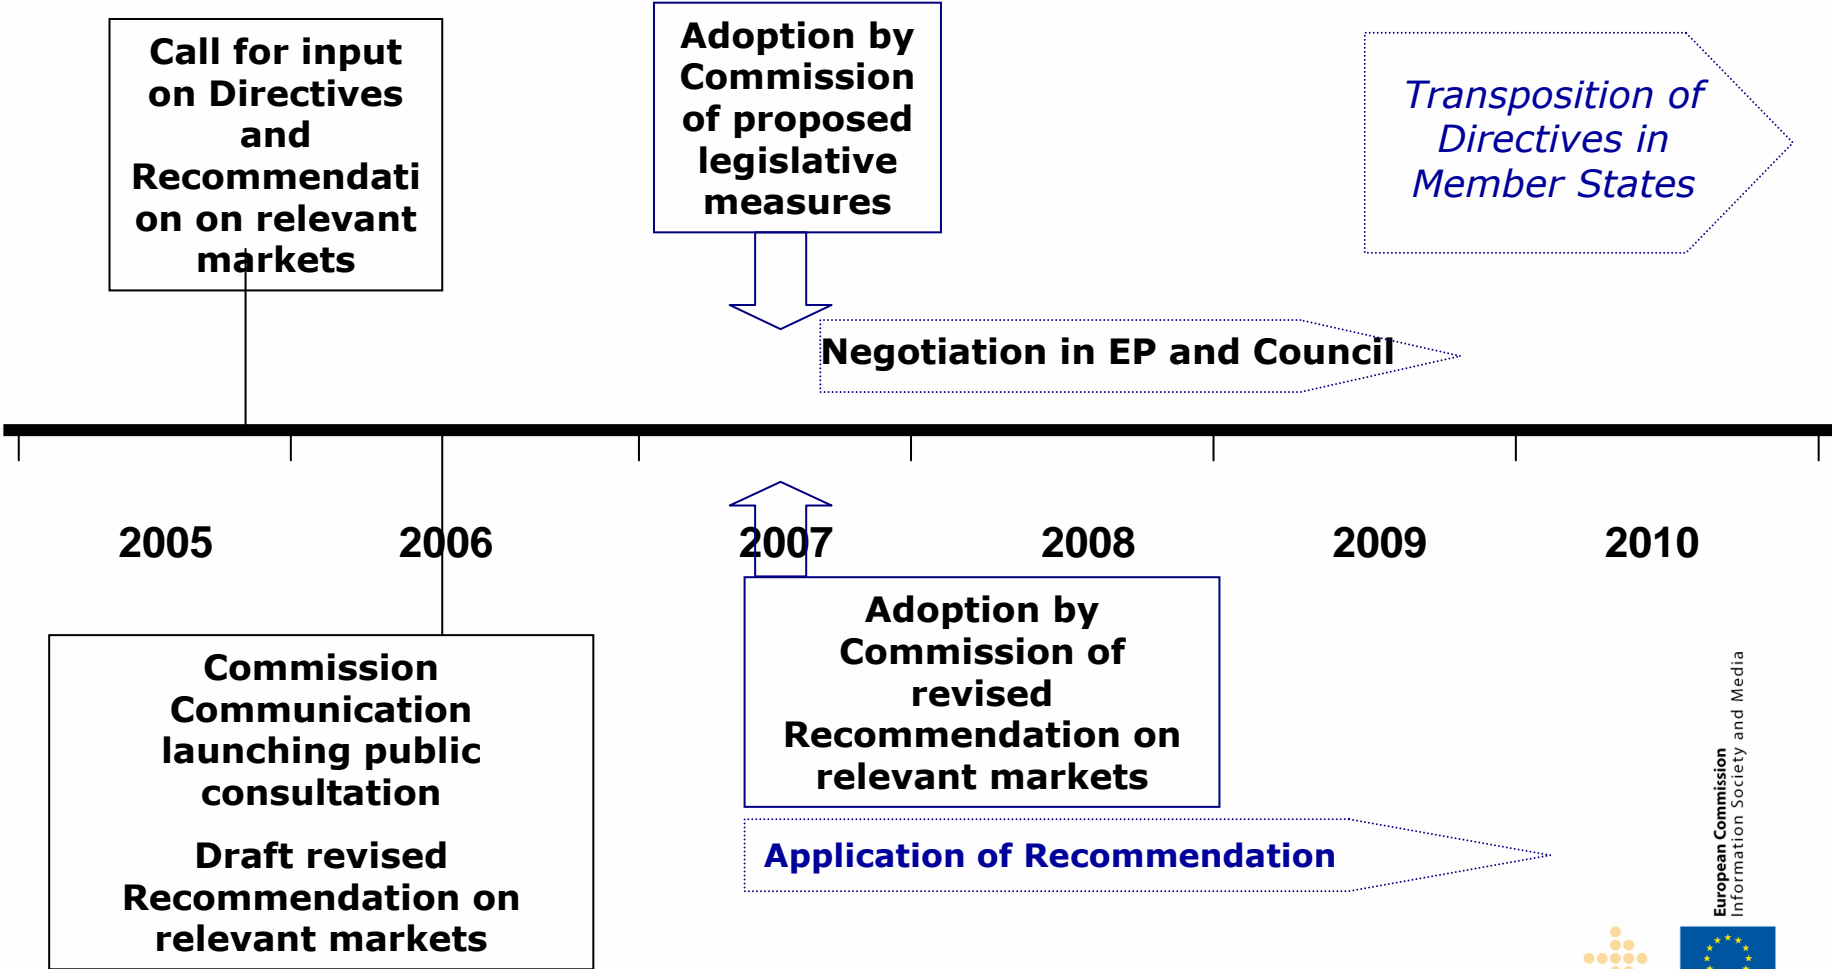 Call for input
on Directives
and
Recommendati
on on relevant
markets
Adoption by
Commission
of proposed
legislative
measures
Transposition of
Directives in
Member States
Negotiation in EP and Council
2005
2006
2007
2008
2009
2010
Commission
Communication
launching public
consultation
Draft revised
Recommendation on
relevant markets
Adoption by
Commission of
revised
Recommendation on
relevant markets
Application of Recommendation
European Commission
Information Society and Media